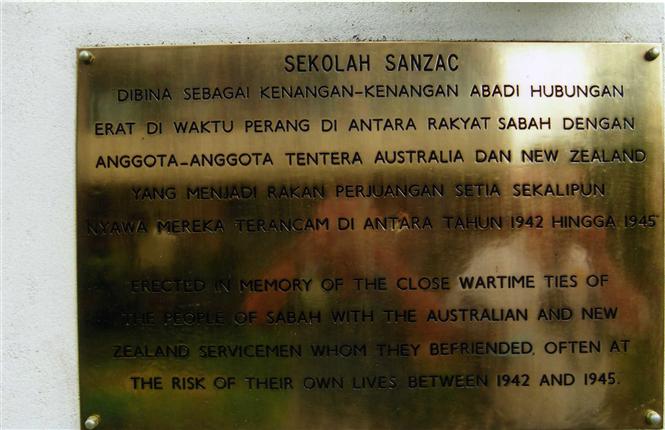 SEKOLAH SANZAC
DIBINA SEBAGAI KENANGAN-KENANGAN ABADI HUBUNGAN
ERAT DI WAKTU PERANG DI ANTARA RAKYAT SABAH DENGAN
ANGGOTA-ANGGOTA TENTERA AUSTRALIA DAN NEW ZEALAND
YANG MENJADI RAKAN PERJUANGAN SETIA SEKALIPUN
NYAWA MEREKA TERANCAM DI ANTARA TAHUN 1942 HINGGA 1945
ERECTED IN MEMORY OF THE CLOSE WARTIME TIES OF
THE PEOPLE OF SABAH WITH THE AUSTRALIAN AND NEW
ZEALAND SERVICEMEN WHOM THEY BEFRIENDED, OFTEN AT
THE RISK OF THEIR OWN LIVES BETWEEN 1942 AND 1945.